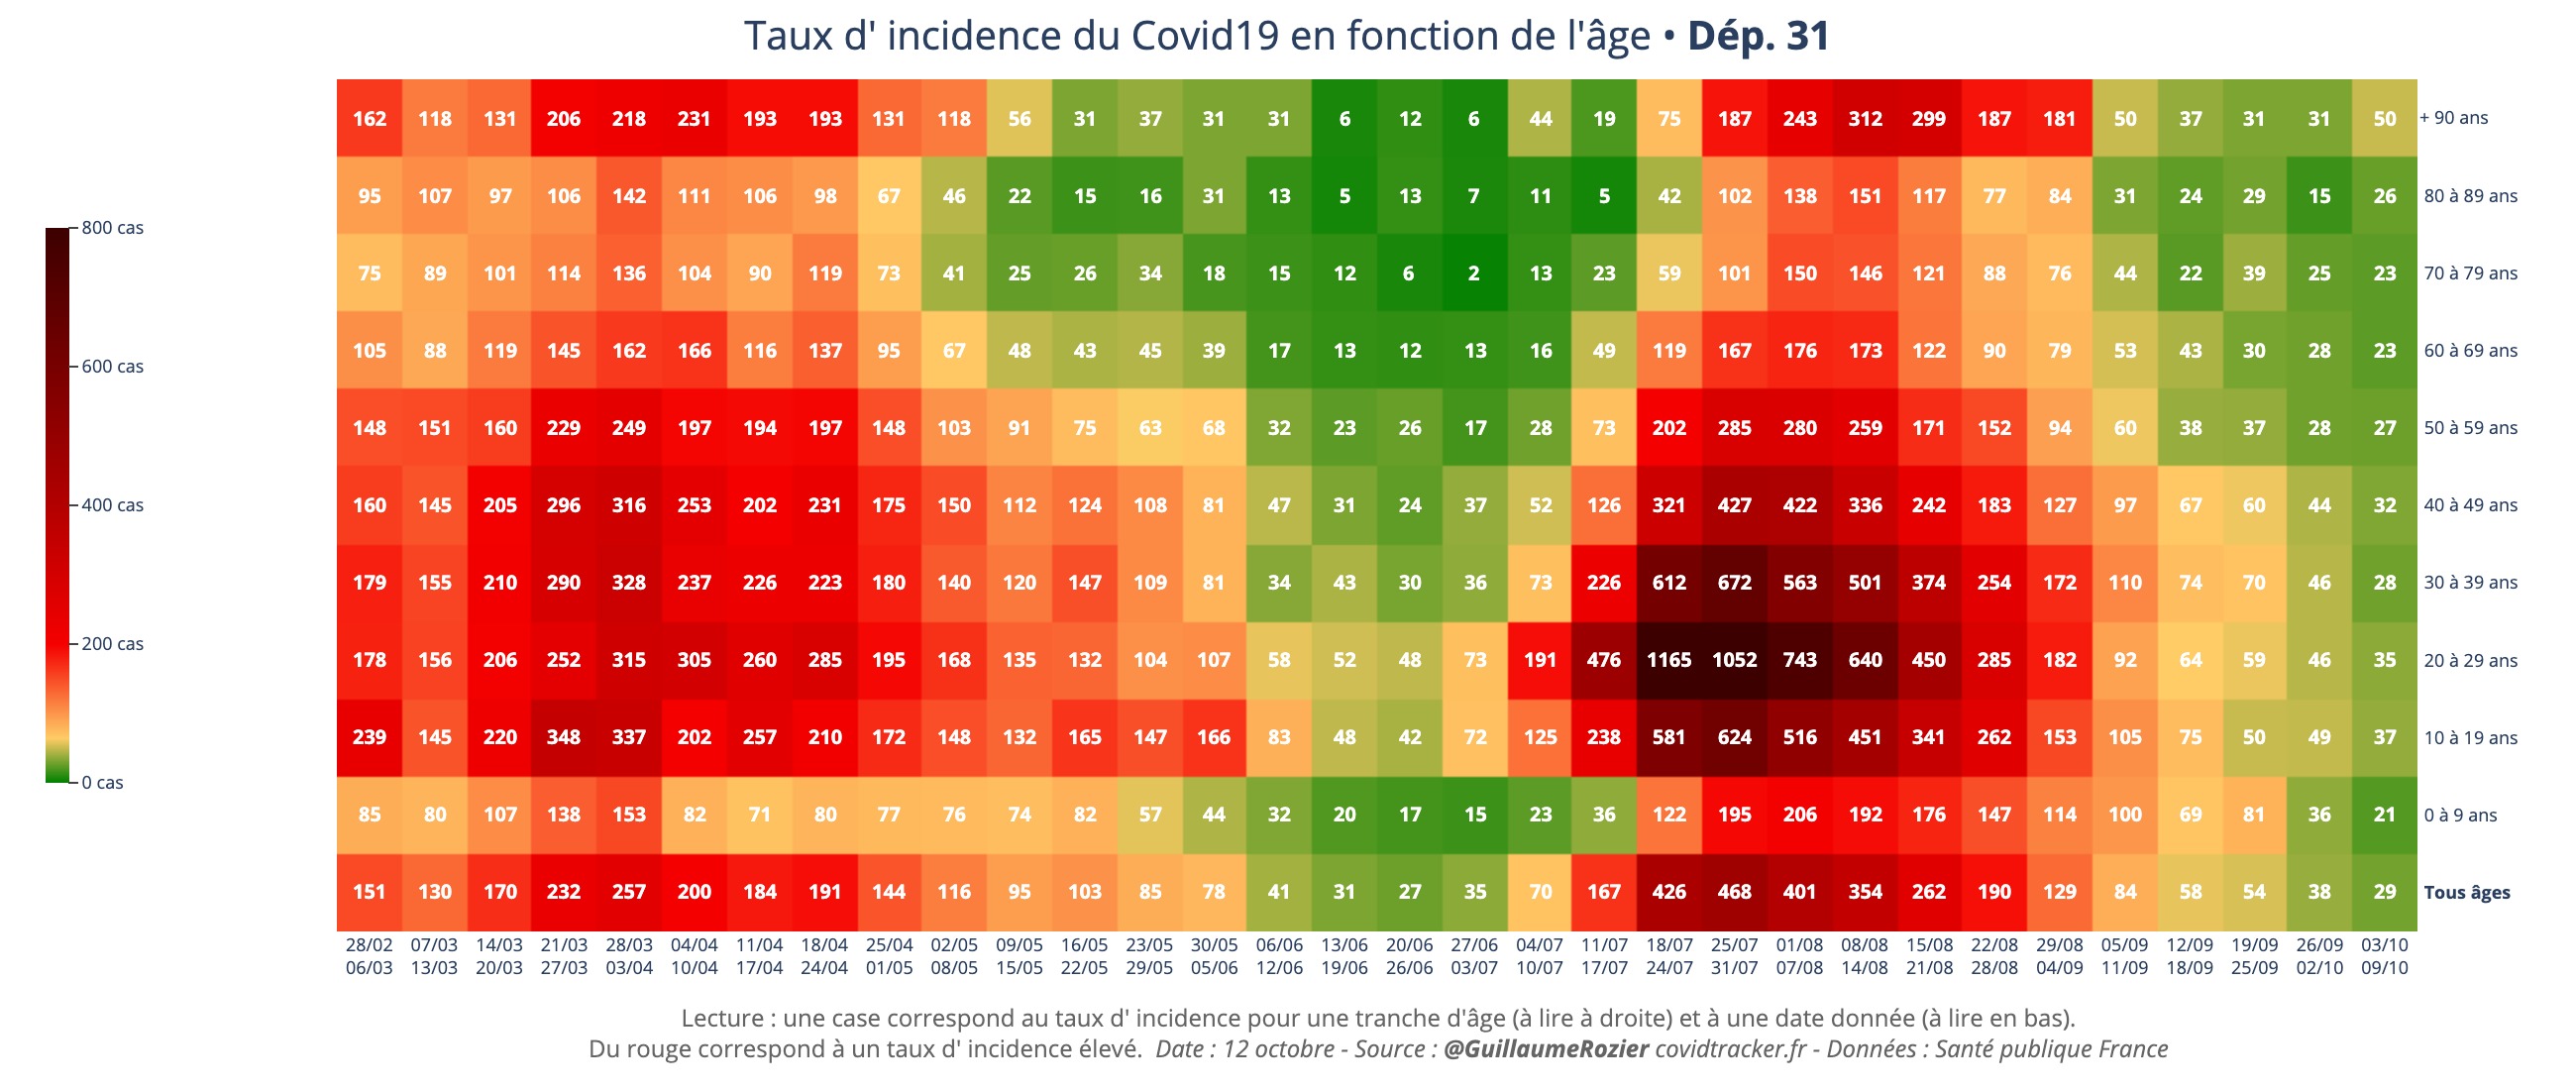 Taux d' incidence du Covid19 en fonction de l'âge • Dép. 31
162 118 131 206 218 231 193 193 131 118 56 31 37 31 31 6 12 6 44 19 75 187 243 312 299 187 181 50 37 31 31 50 + 90 ans
95 107 97 106 142 111 106 98 67 46 22 15 16 31 13 5 13 7 11 5 42 102 138 151 117 77 84 31 24 29 15 26 80 à 89 ans
800 cas
75 89 101 114 136 104 90 119 73 41 25 26 34 18 15 12 6 2 13 23 59 101 150 146 121 88 76 44 22 39 25 23 70 à 79 ans
105 88 119 145 162 166 116 137 95 67 48 43 45 39 17 13 12 13 16 49 119 167 176 173 122 90 79 53 43 30 28 23 60 à 69 ans
600 cas
148 151 160 229 249 197 194 197 148 103 91 75 63 68 32 23 26 17 28 73 202 285 280 259 171 152 94 60 38 37 28 27 50 à 59 ans
400 cas
160 145 205 296 316 253 202 231 175 150 112 124 108 81 47 31 24 37 52 126 321 427 422 336 242 183 127 97 67 60 44 32 40 à 49 ans
179 155 210 290 328 237 226 223 180 140 120 147 109 81 34 43 30 36 73 226 612 672 563 501 374 254 172 110 74 70 46 28 30 à 39 ans
200 cas
178 156 206 252 315 305 260 285 195 168 135 132 104 107 58 52 48 73 191 476 1165 1052 743 640 450 285 182 92 64 59 46 35 20 à 29 ans
239 145 220 348 337 202 257 210 172 148 132 165 147 166 83 48 42 72 125 238 581 624 516 451 341 262 153 105 75 50 49 37 10 à 19 ans
0 cas
85 80 107 138 153 82 71 80 77 76 74 82 57 44 32 20 17 15 23 36 122 195 206 192 176 147 114 100 69 81 36 21 0 à 9 ans
151 130 170 232 257 200 184 191 144 116 95 103 85 78 41 31 27 35 70 167 426 468 401 354 262 190 129 84 58 54 38 29 Tous âges
28/02 07/03 14/03 21/03 28/03 04/04 11/04 18/04 25/04 02/05 09/05 16/05 23/05 30/05 06/06 13/06 20/06 27/06 04/07 11/07 18/07 25/07 01/08 08/08 15/08 22/08 29/08 05/09 12/09 19/09 26/09 03/10
06/03 13/03 20/03 27/03 03/04 10/04 17/04 24/04 01/05 08/05 15/05 22/05 29/05 05/06 12/06 19/06 26/06 03/07 10/07 17/07 24/07 31/07 07/08 14/08 21/08 28/08 04/09 11/09 18/09 25/09 02/10 09/10
Lecture : une case correspond au taux d' incidence pour une tranche d'âge (à lire à droite) et à une date donnée (à lire en bas).
Du rouge correspond à un taux d' incidence élevé. Date : 12 octobre - Source : @GuillaumeRozier covidtracker.fr - Données : Santé publique France